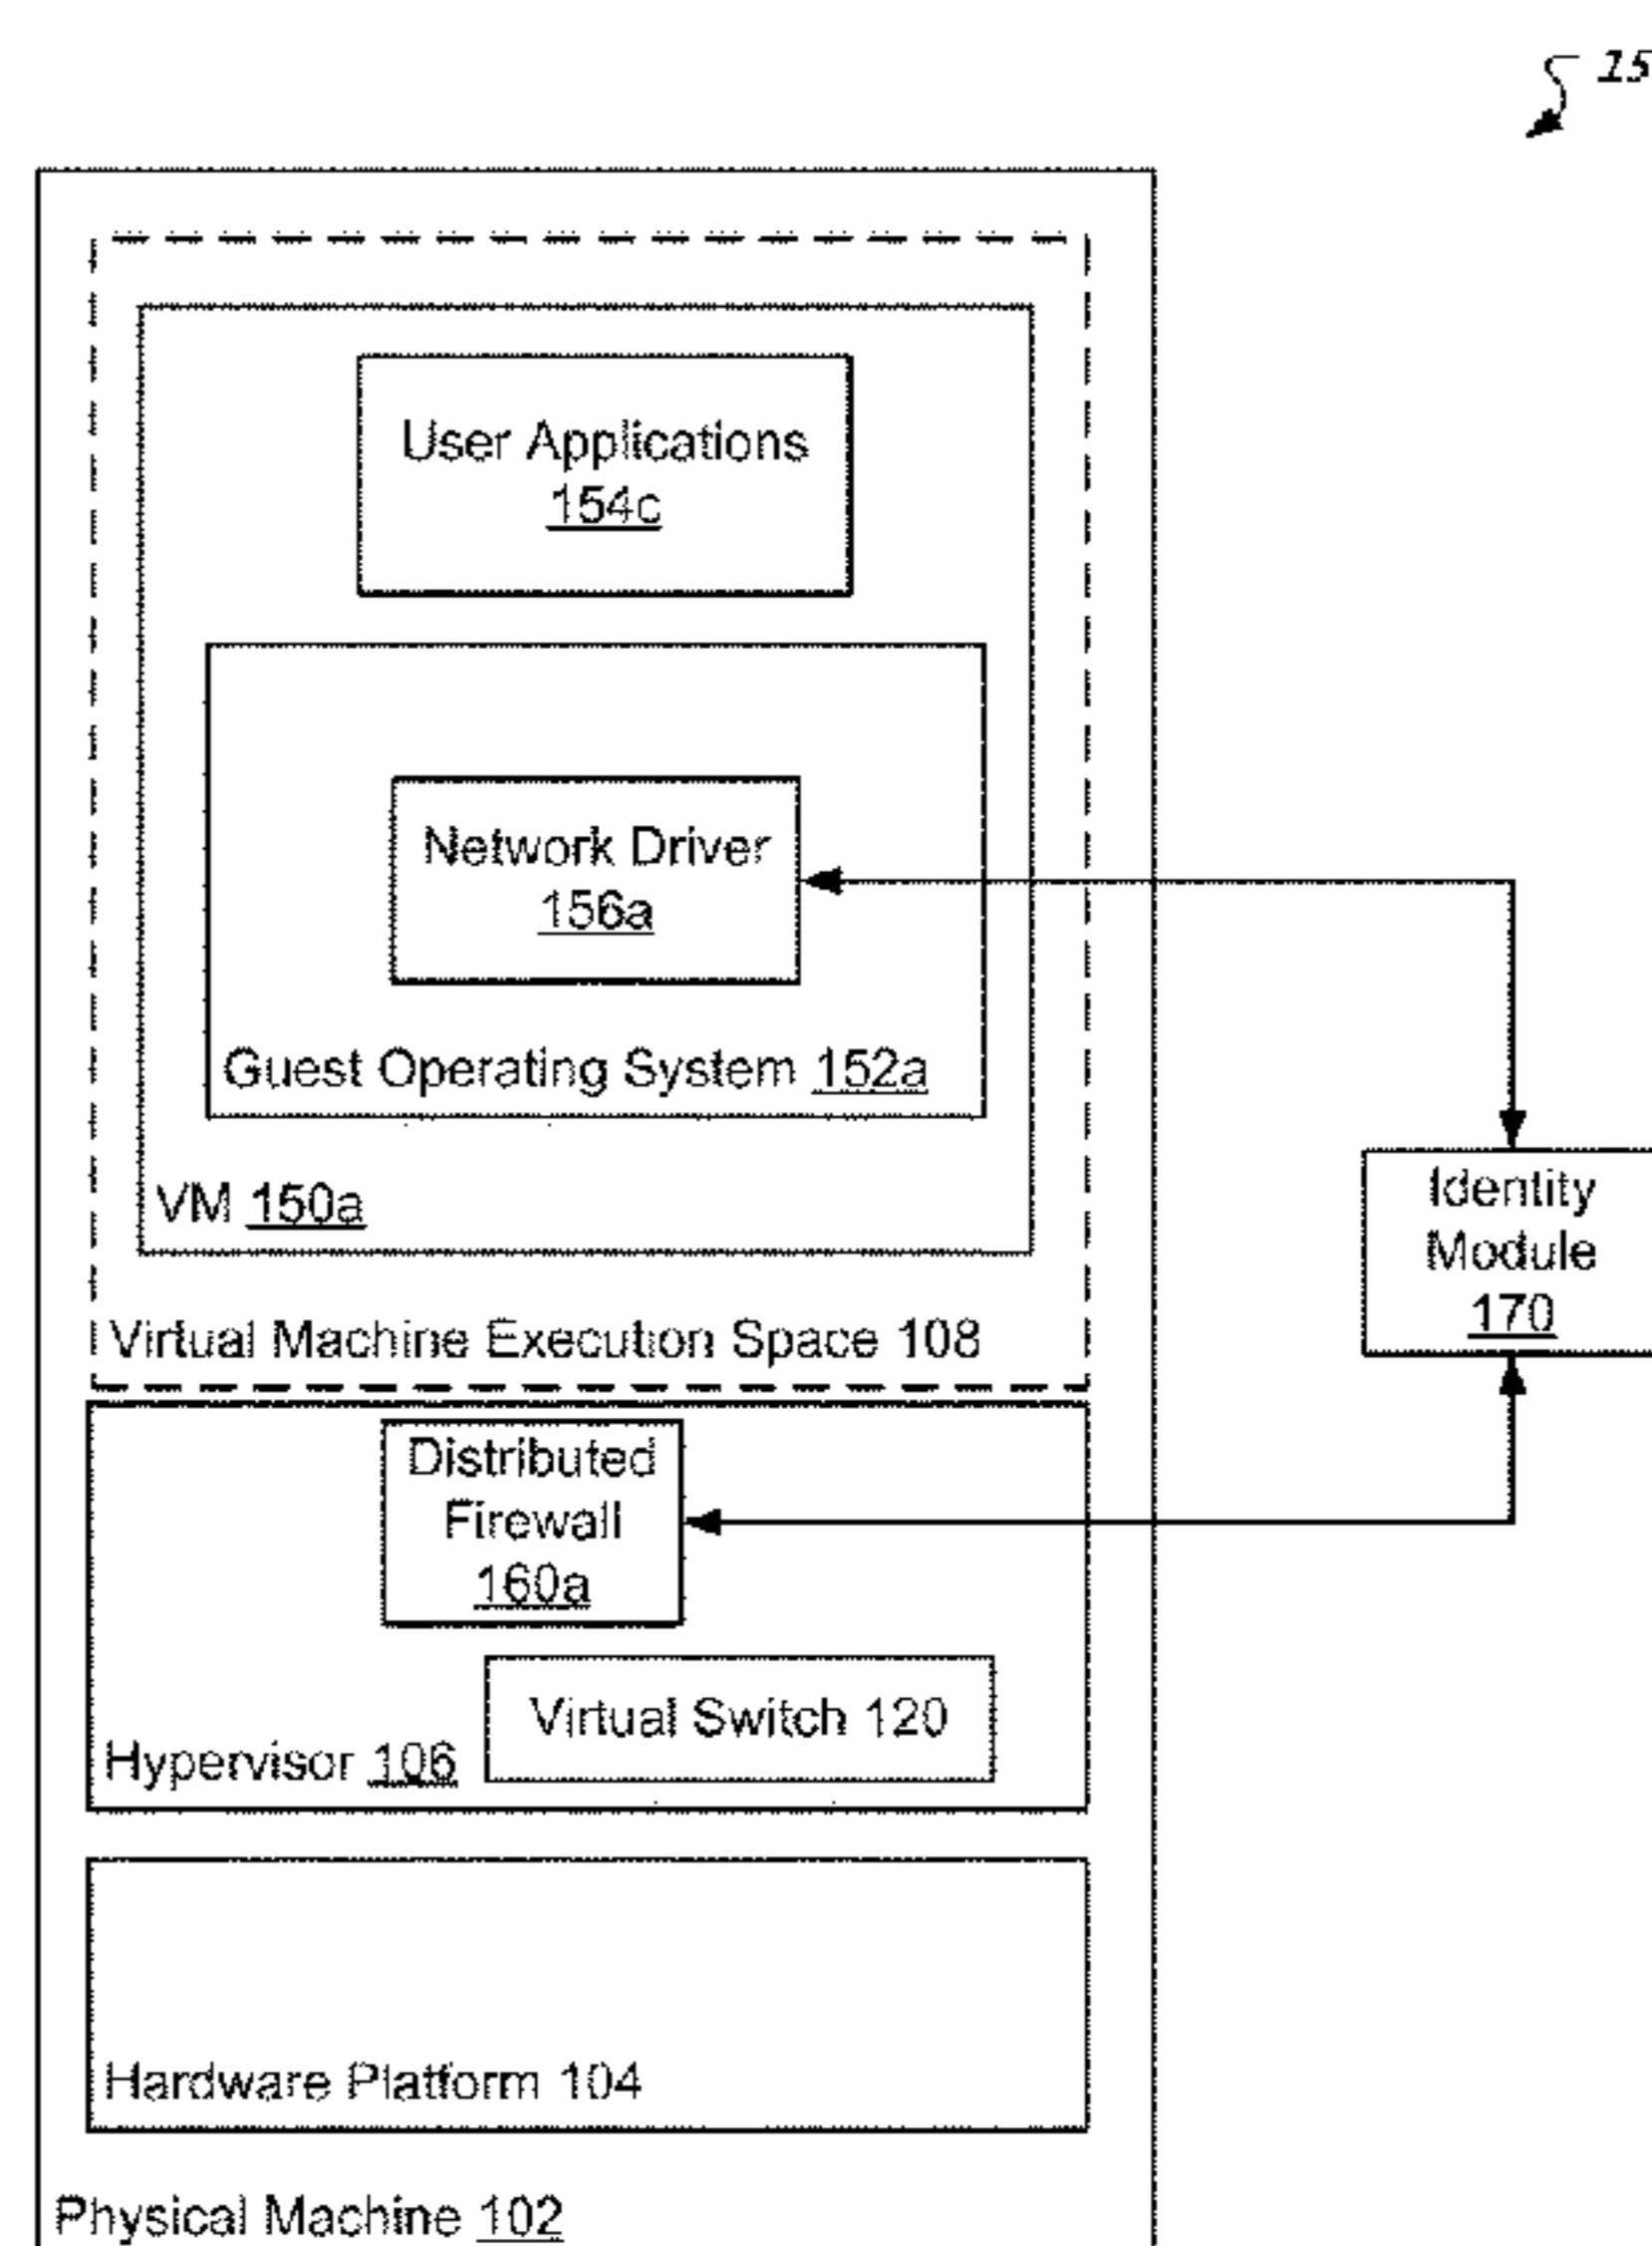 15
User Applications
154c
Network Driver
156a
Guest Operating System 152a
VM 150a
Identity
Module
170
Virtual Machine Execution Space 108
Distributed
Firewall
160a
Virtual Switch 120
Hypervisor 106
Hardware Platform 104
Physical Machine 102